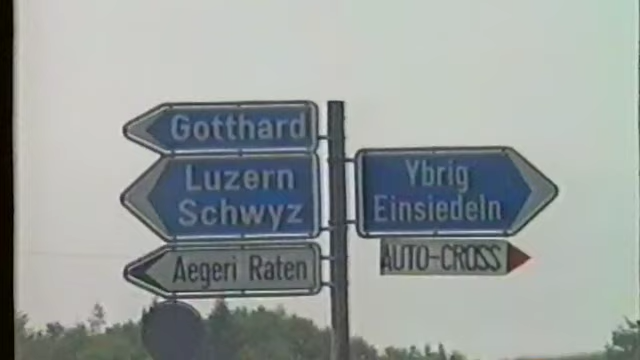 Gotthard
Luzern
Schwyz
Aegeri Raten
Ybrig
Einsiedeln
AUTO-CROSS